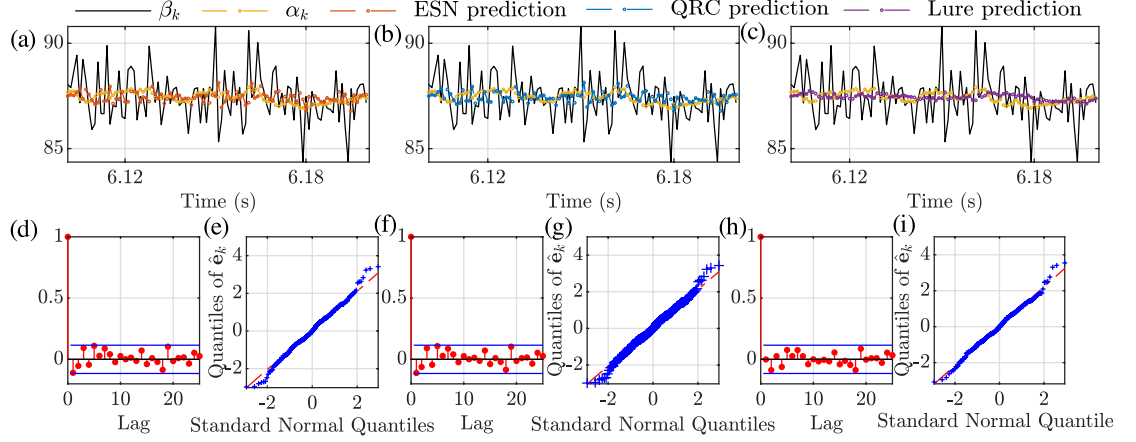 β_k α_k ESN prediction QRC prediction Lure prediction
(a) (b) (c)
90 90 90
85 85 85
6.12 6.18 6.12 6.18 6.12 6.18
Time (s) Time (s) Time (s)
(d) (e) (f) (g) (h) (i)
1 0.5 0
0 20
Lag
Quantiles of ê_k
4 2 0 -2
-2 0 2
Standard Normal Quantiles
1 0.5 0
0 20
Lag
Quantiles of ê_k
4 2 0 -2
-2 0 2
Standard Normal Quantiles
1 0.5 0
0 20
Lag
Quantiles of ê_k
4 2 0 -2
-2 0 2
Standard Normal Quantiles